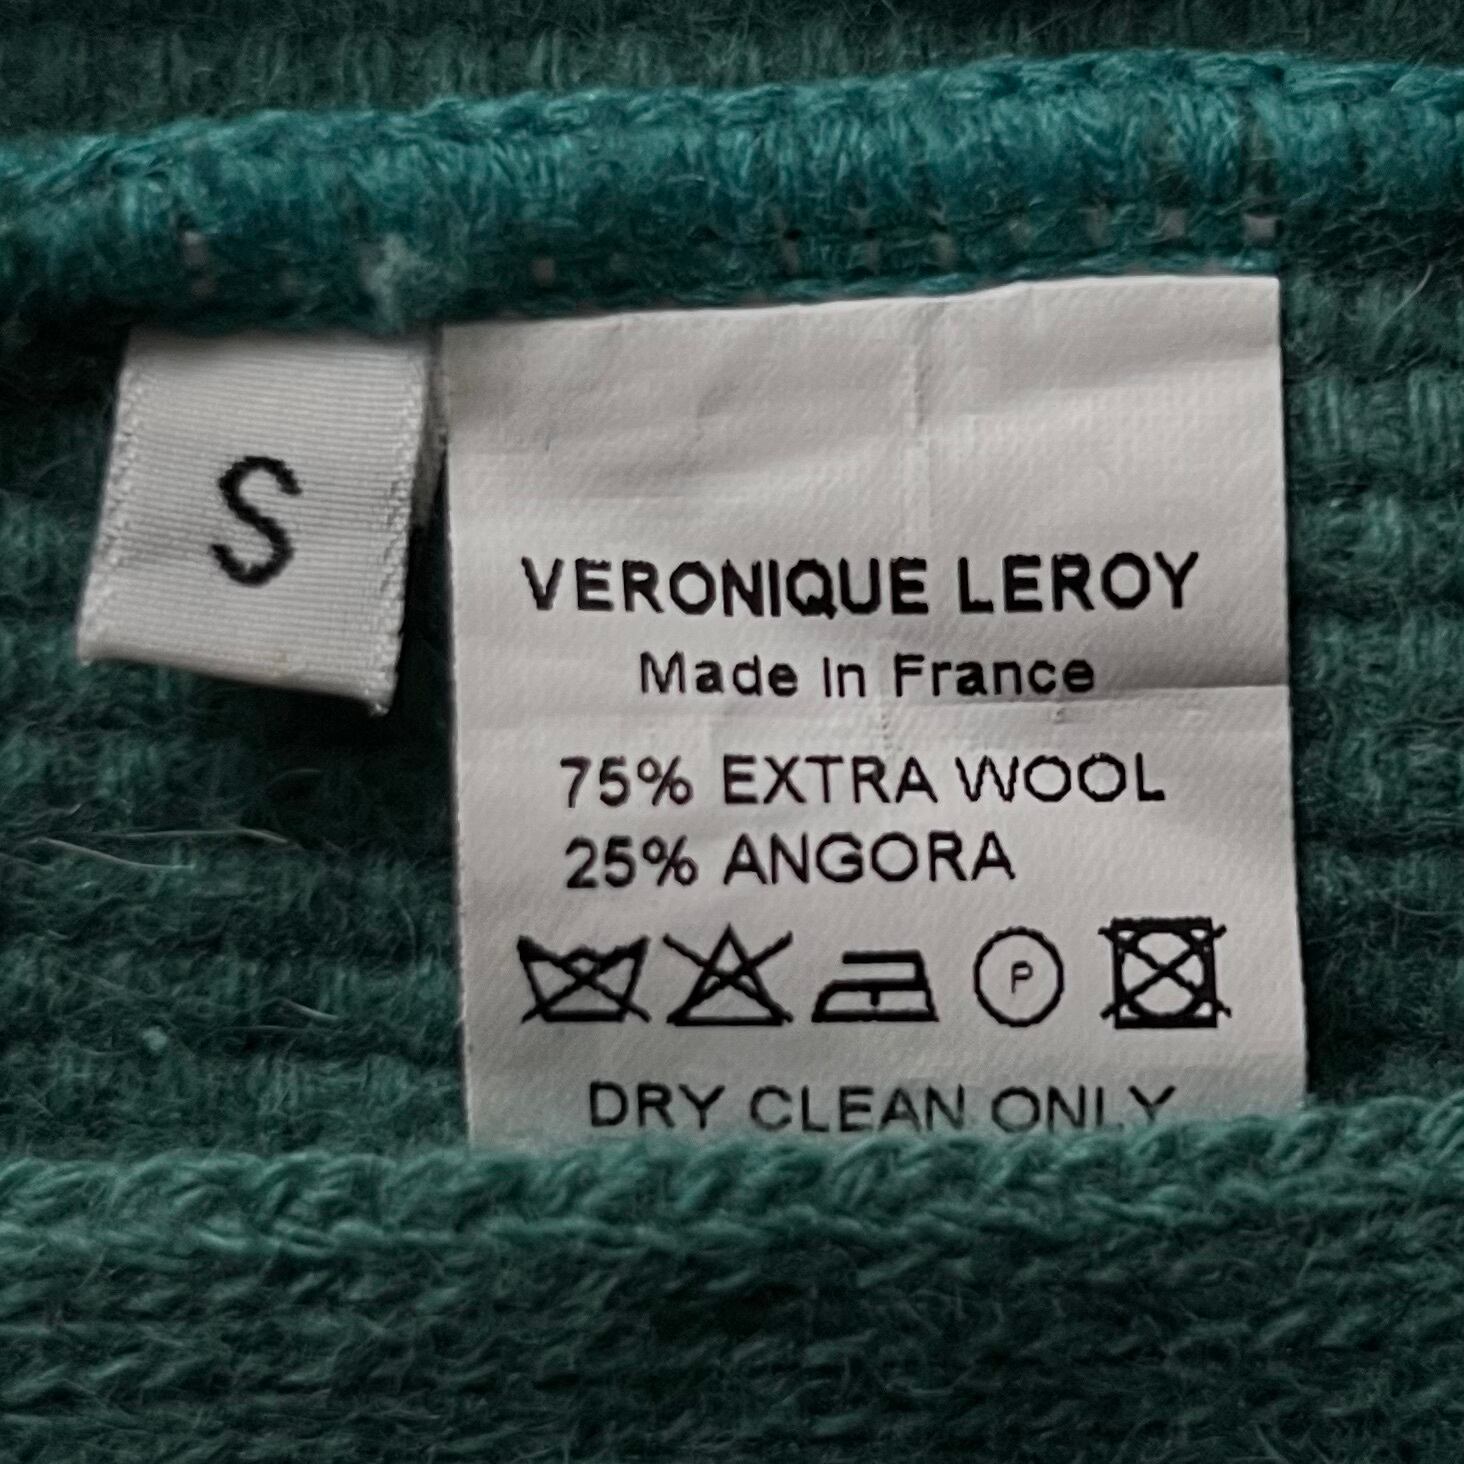 S
VERONIQUE LEROY
Made in France
75% EXTRA WOOL
25% ANGORA
P
DRY CLEAN ONLY